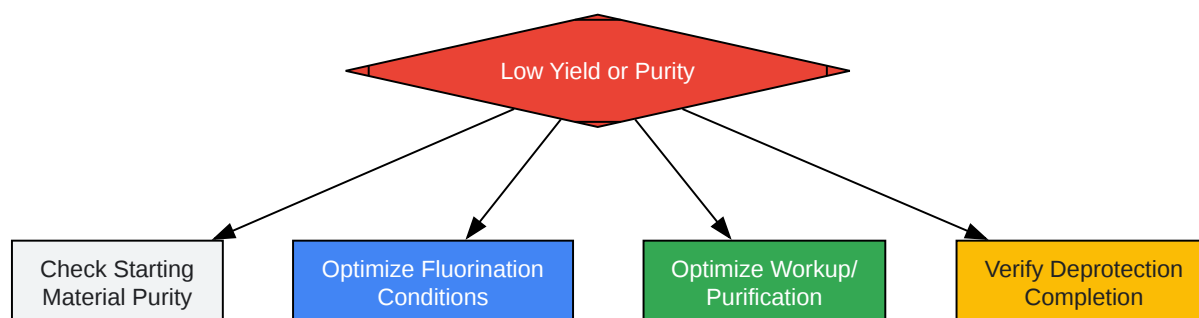 Low Yield or Purity
Check Starting
Material Purity
Optimize Fluorination
Conditions
Optimize Workup/
Purification
Verify Deprotection
Completion